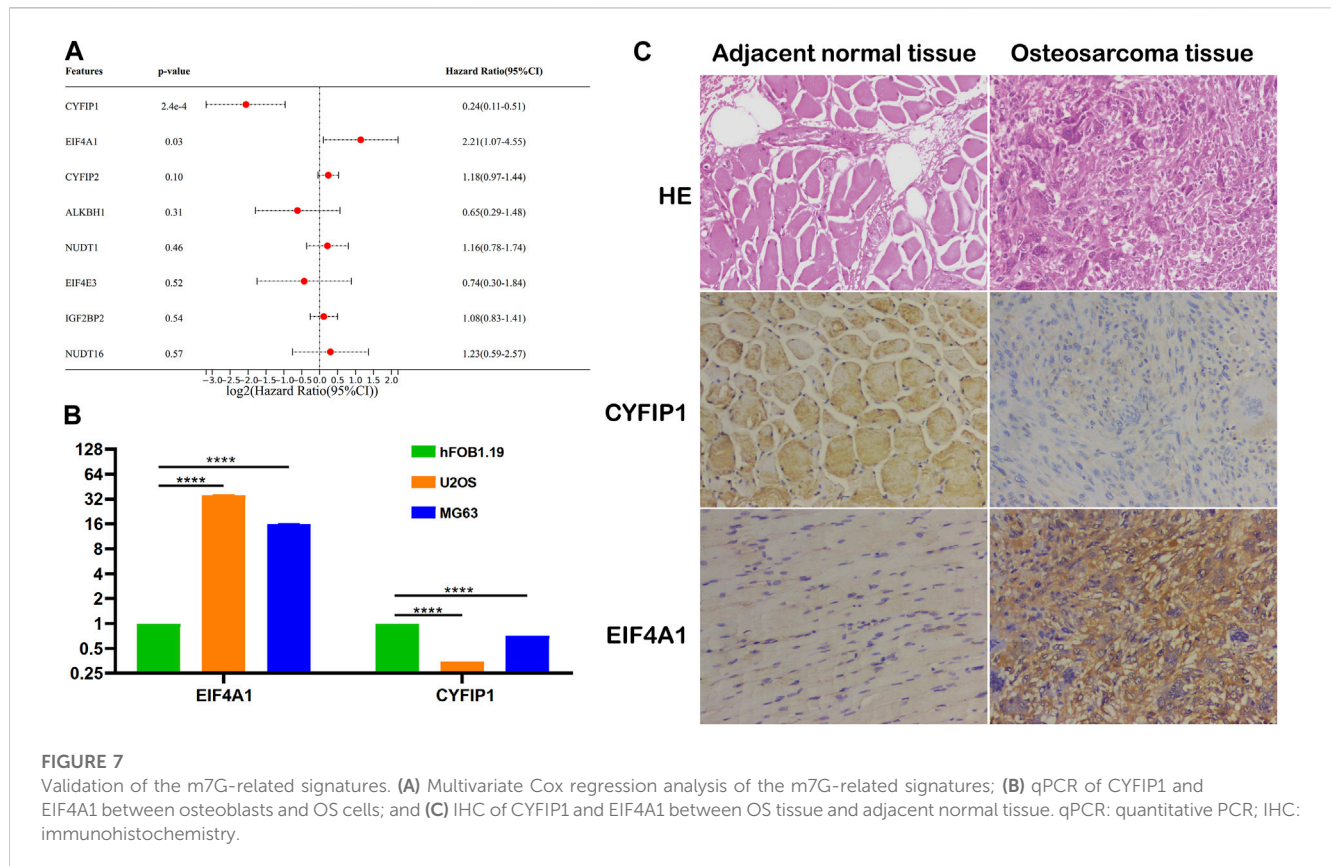 A
Features p-value Hazard Ratio(95%CI)
CYFIP1 2.4e-4 0.24(0.11-0.51)
EIF4A1 0.03 2.21(1.07-4.55)
CYFIP2 0.10 1.18(0.97-1.44)
ALKBH1 0.31 0.65(0.29-1.48)
NUDT1 0.46 1.16(0.78-1.74)
EIF4E3 0.52 0.74(0.30-1.84)
IGF2BP2 0.54 1.08(0.83-1.41)
NUDT16 0.57 1.23(0.59-2.57)
−3.0−2.5−2.0−1.5−1.0−0.5 0.0 0.5 1.0 1.5 2.0
log2(Hazard Ratio(95%CI))
B
128
64
32
16
8
4
2
1
0.5
0.25
**** 
****
****
****
hFOB1.19
U2OS
MG63
EIF4A1 CYFIP1
C
Adjacent normal tissue Osteosarcoma tissue
HE
CYFIP1
EIF4A1
FIGURE 7
Validation of the m7G-related signatures. (A) Multivariate Cox regression analysis of the m7G-related signatures; (B) qPCR of CYFIP1 and
EIF4A1 between osteoblasts and OS cells; and (C) IHC of CYFIP1 and EIF4A1 between OS tissue and adjacent normal tissue. qPCR: quantitative PCR; IHC:
immunohistochemistry.